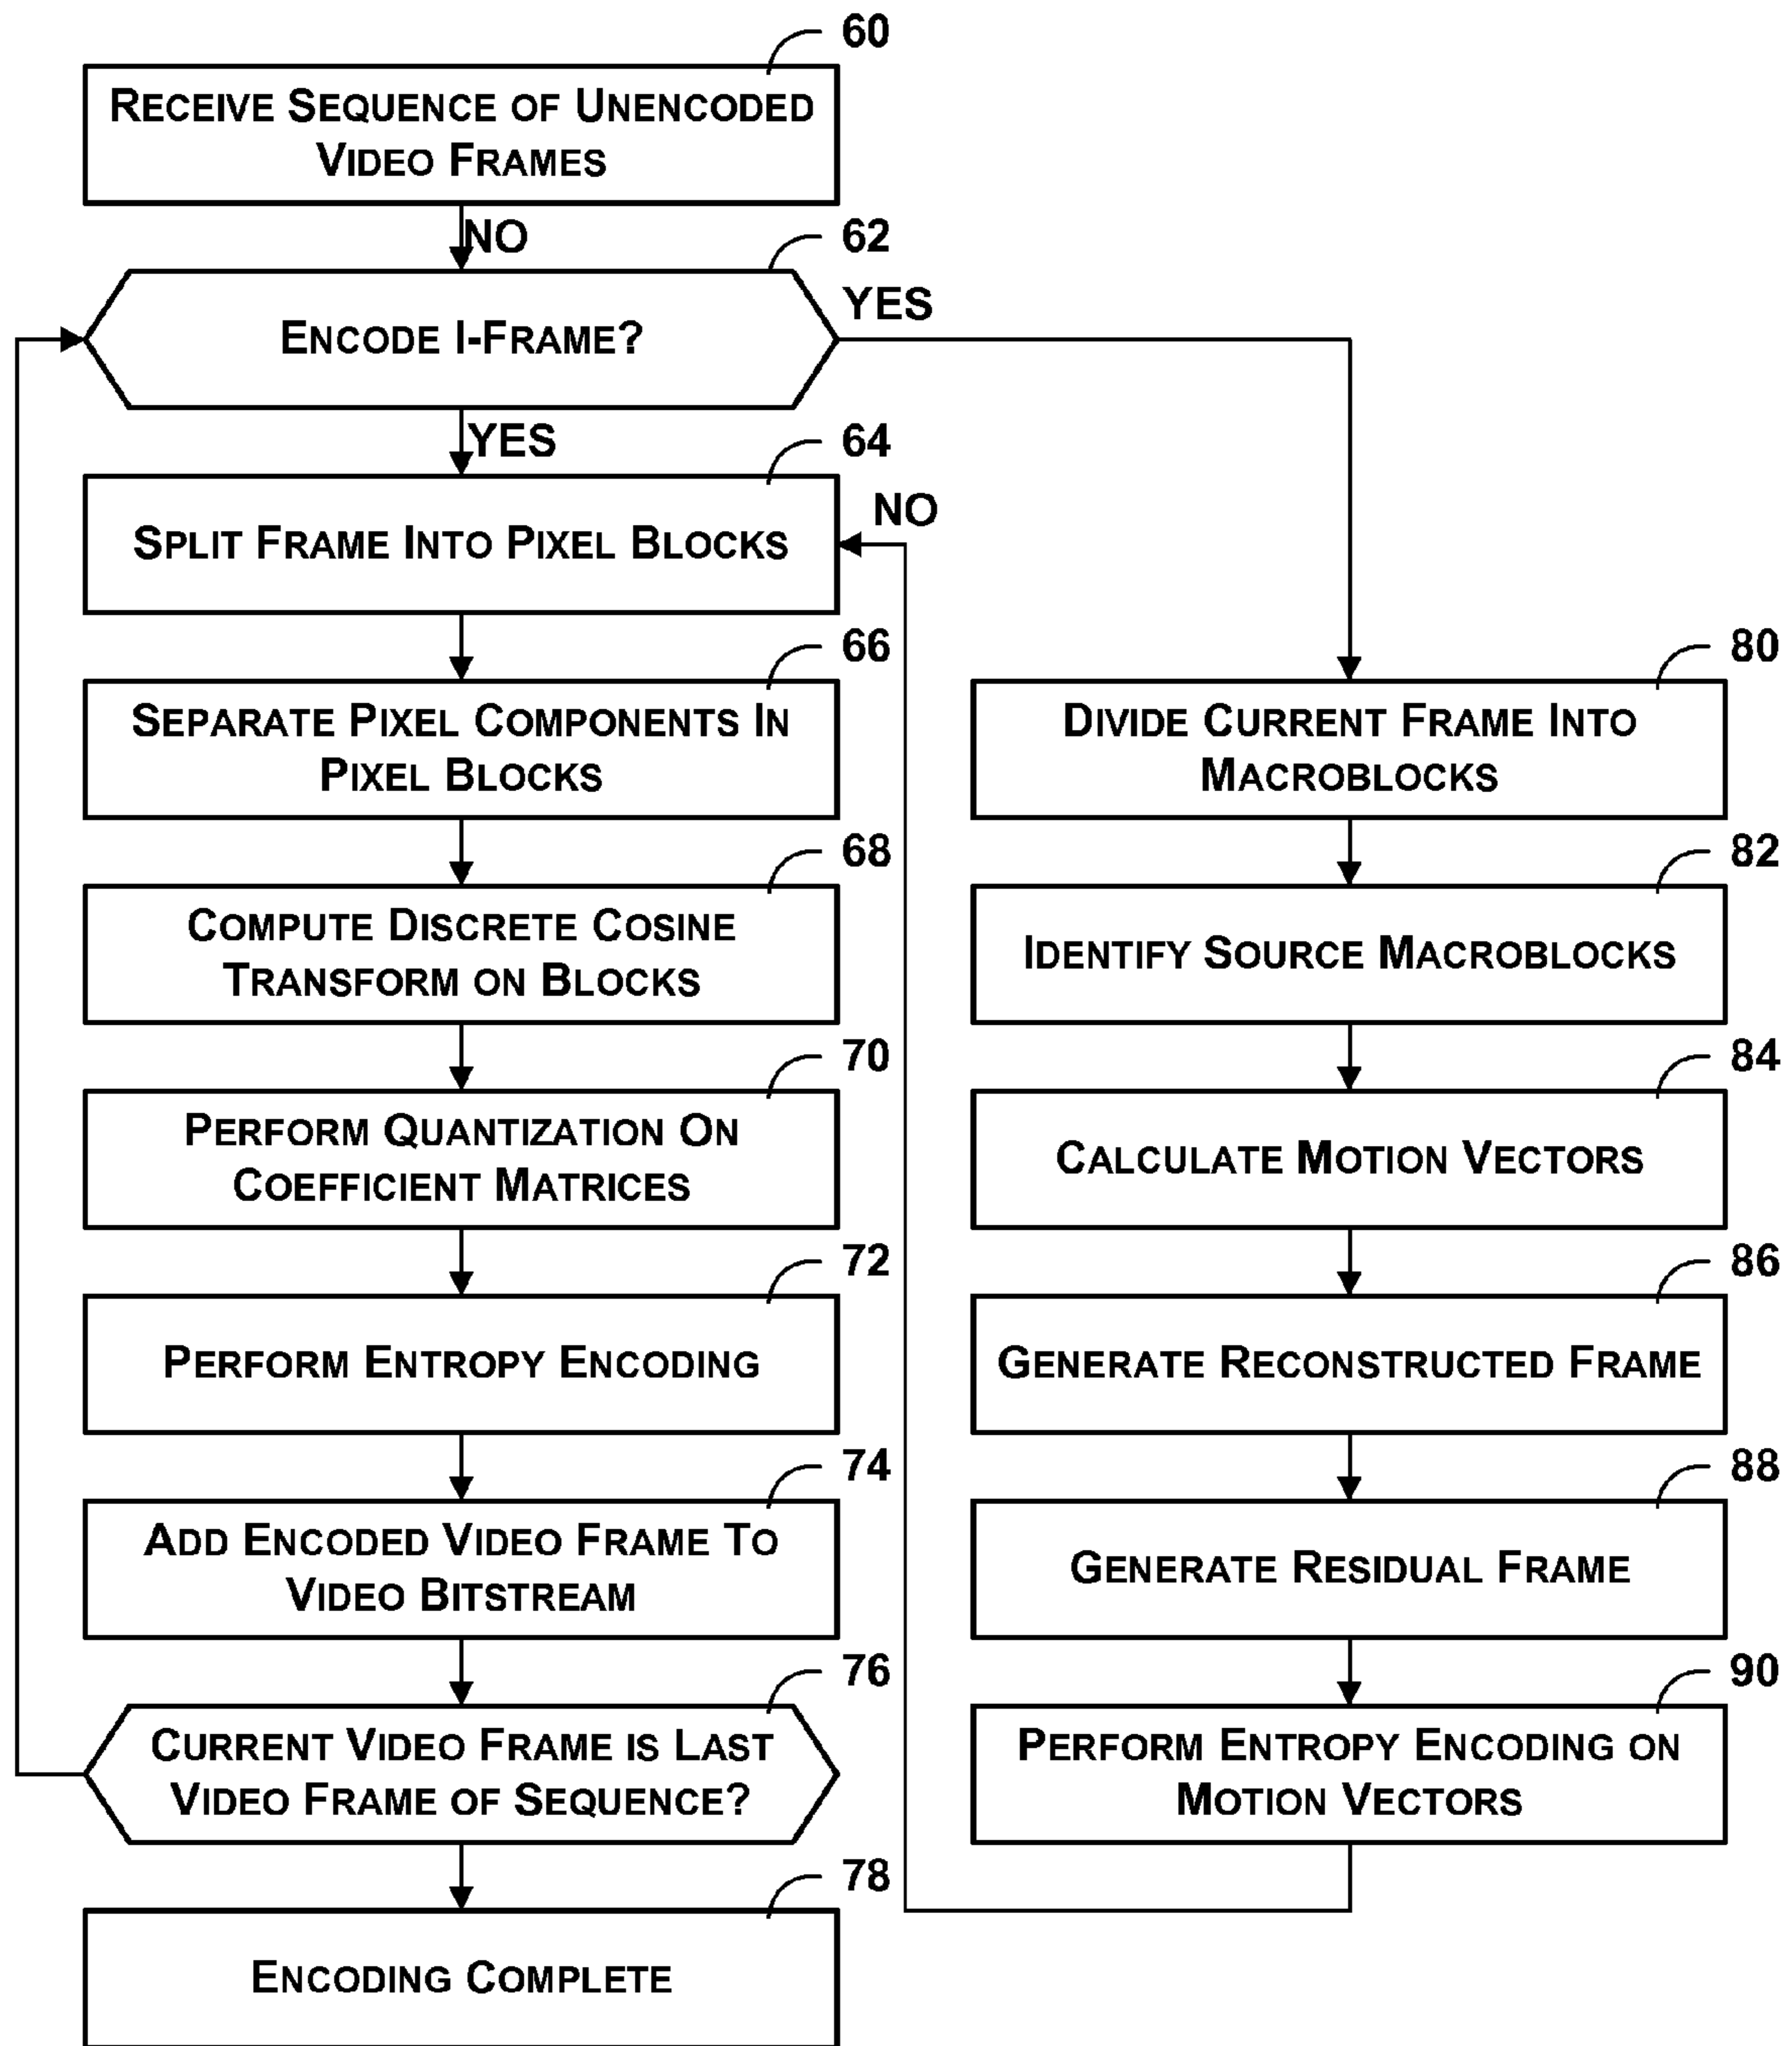 60
RECEIVE SEQUENCE OF UNENCODED
VIDEO FRAMES
NO
62
ENCODE I-FRAME?
YES
YES
64
SPLIT FRAME INTO PIXEL BLOCKS
NO
66
SEPARATE PIXEL COMPONENTS IN
PIXEL BLOCKS
68
COMPUTE DISCRETE COSINE
TRANSFORM ON BLOCKS
70
PERFORM QUANTIZATION ON
COEFFICIENT MATRICES
72
PERFORM ENTROPY ENCODING
74
ADD ENCODED VIDEO FRAME TO
VIDEO BITSTREAM
76
CURRENT VIDEO FRAME IS LAST
VIDEO FRAME OF SEQUENCE?
78
ENCODING COMPLETE
80
DIVIDE CURRENT FRAME INTO
MACROBLOCKS
82
IDENTIFY SOURCE MACROBLOCKS
84
CALCULATE MOTION VECTORS
86
GENERATE RECONSTRUCTED FRAME
88
GENERATE RESIDUAL FRAME
90
PERFORM ENTROPY ENCODING ON
MOTION VECTORS